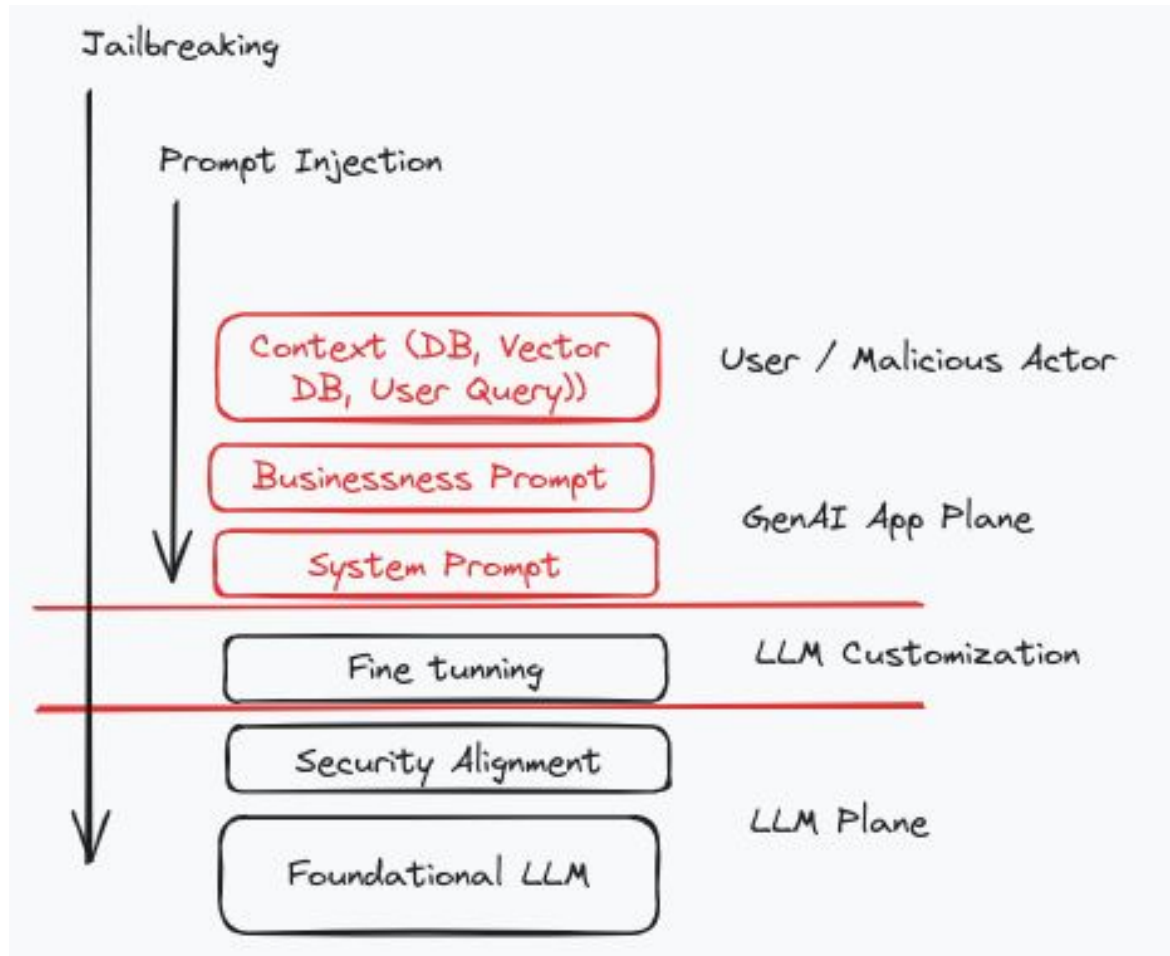 Jailbreaking
Prompt Injection
Context (DB, Vector
DB, User Query))
User / Malicious Actor
Businessness Prompt
GenAI App Plane
System Prompt
Fine tunning
LLM Customization
Security Alignment
LLM Plane
Foundational LLM